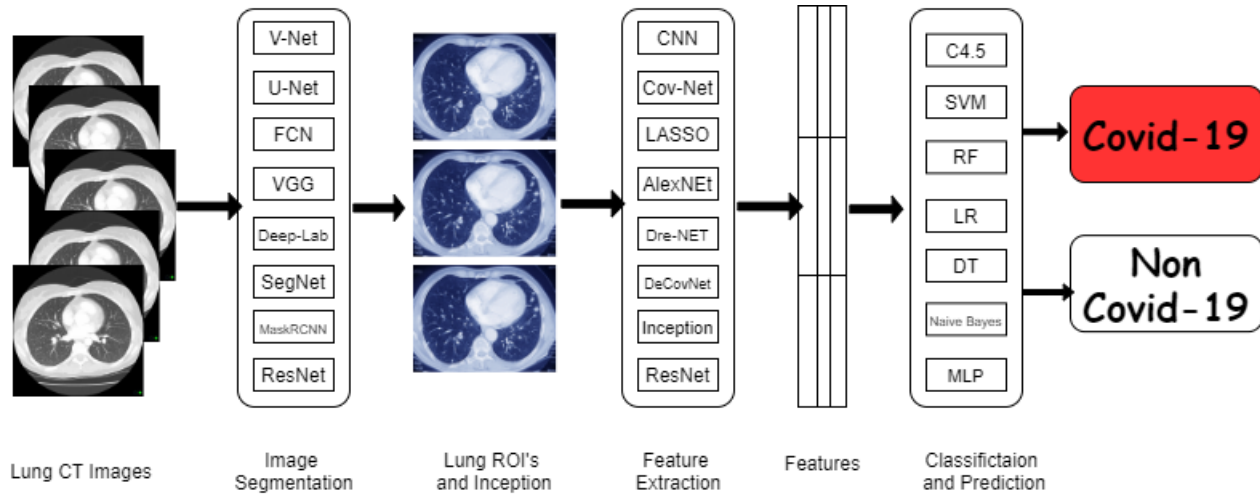 V-Net
U-Net
FCN
VGG
Deep-Lab
SegNet
MaskRCNN
ResNet
CNN
Cov-Net
LASSO
AlexNEt
Dre-NET
DeCovNet
Inception
ResNet
C4.5
SVM
RF
LR
DT
Naive Bayes
MLP
Covid-19
Non
Covid-19
Lung CT Images
Image
Segmentation
Lung ROI's
and Inception
Feature
Extraction
Features
Classifictaion
and Prediction